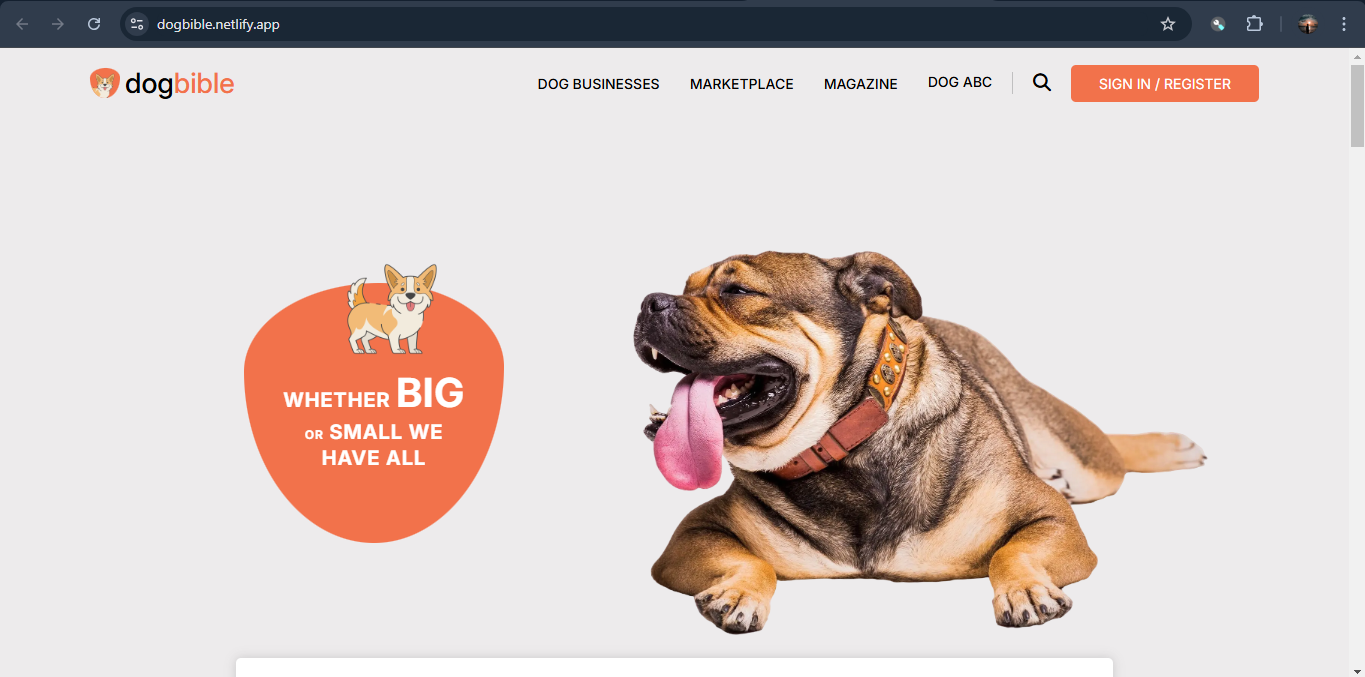 dogbible.netlify.app
dogbible
DOG BUSINESSES MARKETPLACE MAGAZINE DOG ABC SIGN IN / REGISTER
WHETHER BIG
OR SMALL WE
HAVE ALL